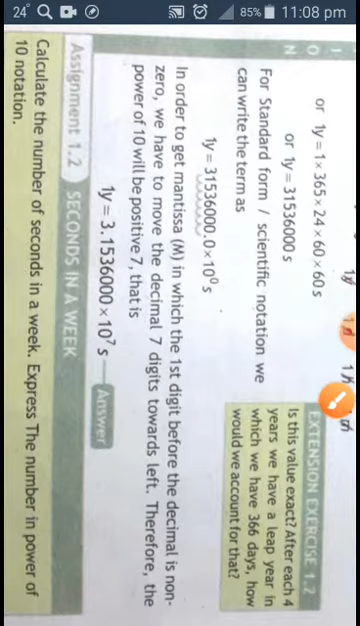 24° 85% 11:08 pm
1y 1h
or 1y = 1 × 365 × 24 × 60 × 60 s
or 1y = 31536000 s
For Standard form / scientific notation we
can write the term as
1y = 31536000.0 × 10⁰ s
EXTENSION EXERCISE 1.2
Is this value exact? After each 4
years we have a leap year in
which we have 366 days, how
would we account for that?
In order to get mantissa (M) in which the 1st digit before the decimal is non-
zero, we have to move the decimal 7 digits towards left. Therefore, the
power of 10 will be positive 7, that is
1y = 3.1536000 × 10⁷ s Answer
Assignment 1.2 SECONDS IN A WEEK
Calculate the number of seconds in a week. Express The number in power of
10 notation.